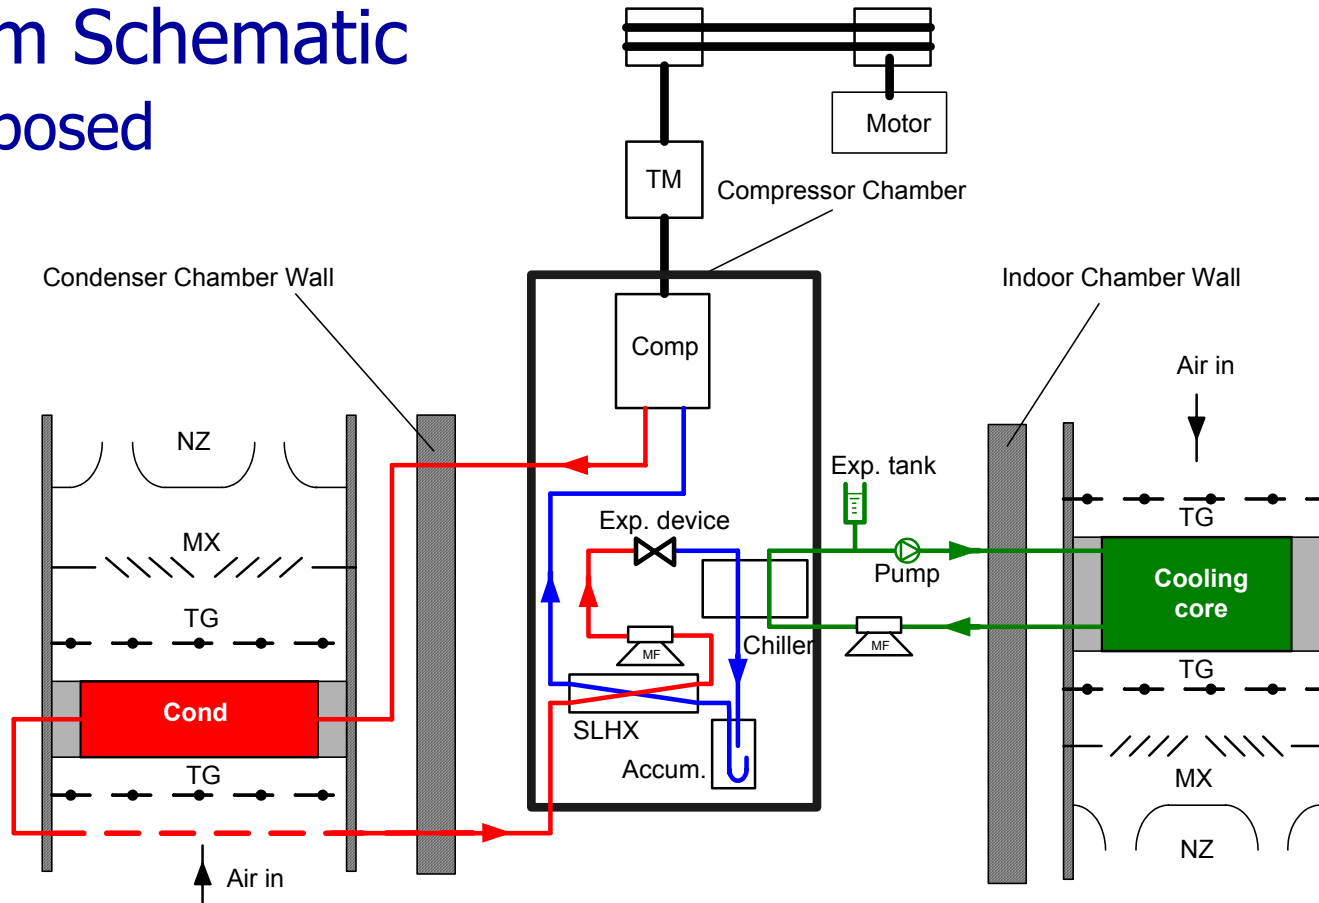 m Schematic
posed
Motor
TM
Compressor Chamber
Condenser Chamber Wall
Indoor Chamber Wall
Comp
Air in
NZ
Exp. tank
Exp. device
TG
MX
Pump
Cooling
core
TG
Chiller
MF
MF
TG
Cond
SLHX
TG
Accum.
MX
NZ
Air in